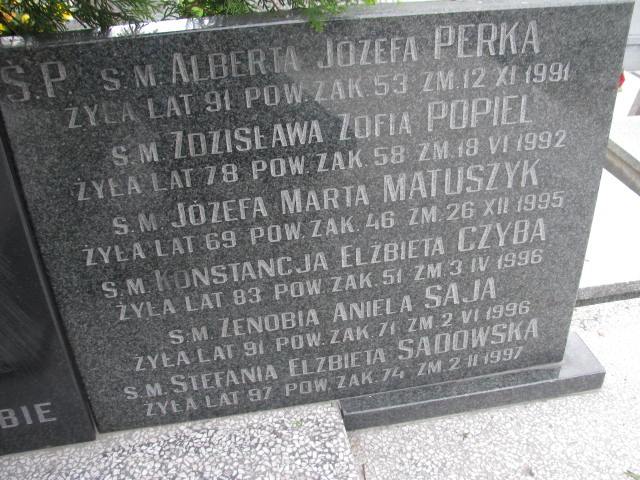 Ś.P. S.M. ALBERTA JÓZEFA PERKA
ŻYŁA LAT 91 POW. ZAK 53 ZM. 12 XI 1991
S.M. ZDZISŁAWA ZOFIA POPIEL
ŻYŁA LAT 78 POW. ZAK 58 ZM 18 VI 1992
S.M. JÓZEFA MARTA MATUSZYK
ŻYŁA LAT 69 POW. ZAK. 46 ZM. 26 XII 1995
S.M KONSTANCJA ELŻBIETA CZYBA
ŻYŁA LAT 83 POW. ZAK. 51 ZM 3 IV 1996
S.M ZENOBIA ANIELA SAJA
ŻYŁA LAT 91 POW. ZAK. 71 ZM 2 VI 1996
S.M. STEFANIA ELŻBIETA SADOWSKA
ŻYŁA LAT 97 POW. ZAK. 74 ZM 2 II 1997
BIE